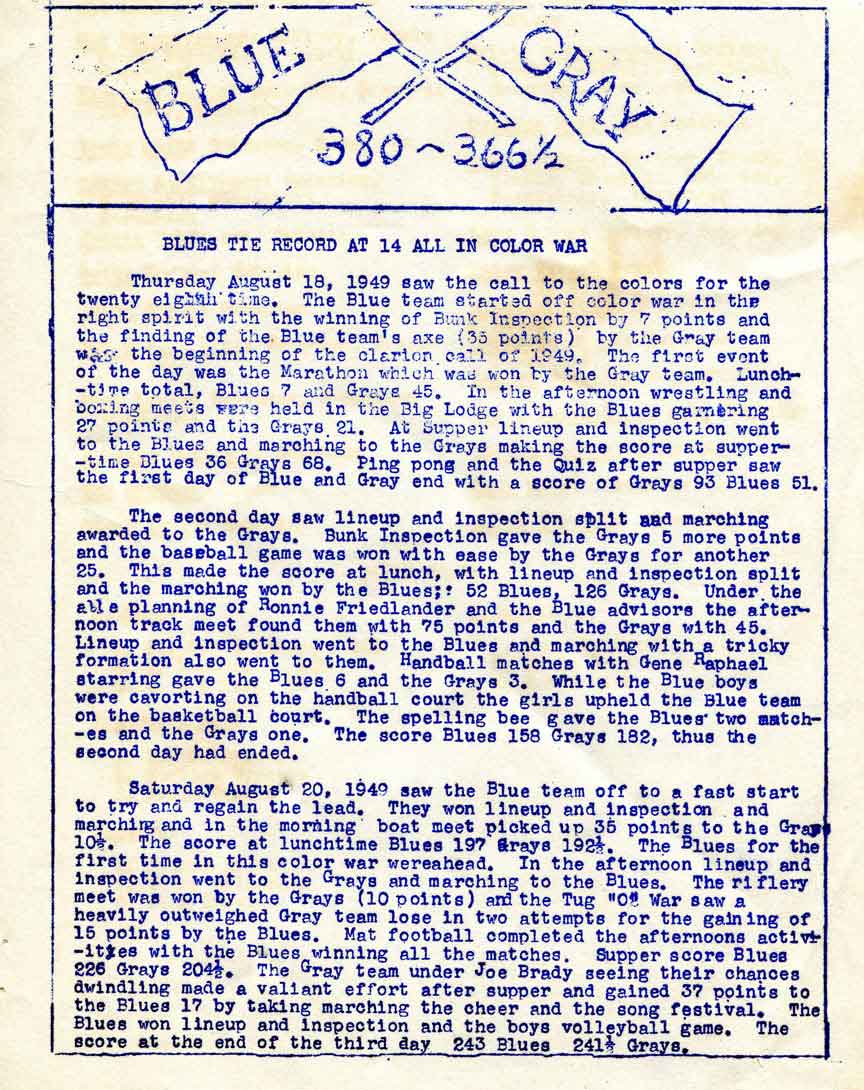 BLUE
GRAY
380 ~ 366½
BLUES TIE RECORD AT 14 ALL IN COLOR WAR
Thursday August 18, 1949 saw the call to the colors for the
twenty eighth time. The Blue team started off color war in the
right spirit with the winning of Bunk Inspection by 7 points and
the finding of the Blue team's axe (35 points) by the Gray team
was the beginning of the clarion call of 1949. The first event
of the day was the Marathon which was won by the Gray team. Lunch-
-time total, Blues 7 and Grays 45. In the afternoon wrestling and
boxing meets were held in the Big Lodge with the Blues garnering
27 points and the Grays 21. At Supper lineup and inspection went
to the Blues and marching to the Grays making the score at supper-
-time Blues 36 Grays 68. Ping pong and the Quiz after supper saw
the first day of Blue and Gray end with a score of Grays 93 Blues 51.
The second day saw lineup and inspection split and marching
awarded to the Grays. Bunk Inspection gave the Grays 5 more points
and the baseball game was won with ease by the Grays for another
25. This made the score at lunch, with lineup and inspection split
and the marching won by the Blues;: 52 Blues, 126 Grays. Under the
able planning of Ronnie Friedlander and the Blue advisors the after-
noon track meet found them with 75 points and the Grays with 45.
Lineup and inspection went to the Blues and marching with a tricky
formation also went to them. Handball matches with Gene Raphael
starring gave the Blues 6 and the Grays 3. While the Blue boys
were cavorting on the handball court the girls upheld the Blue team
on the basketball court. The spelling bee gave the Blues two match-
-es and the Grays one. The score Blues 158 Grays 182, thus the
second day had ended.
Saturday August 20, 1949 saw the Blue team off to a fast start
to try and regain the lead. They won lineup and inspection and
marching and in the morning boat meet picked up 35 points to the Grays
10½. The score at lunchtime Blues 197 Grays 192½. The Blues for the
first time in this color war wereahead. In the afternoon lineup and
inspection went to the Grays and marching to the Blues. The riflery
meet was won by the Grays (10 points) and the Tug "O" War saw a
heavily outweighed Gray team lose in two attempts for the gaining of
15 points by the Blues. Mat football completed the afternoons activ-
-ities with the Blues winning all the matches. Supper score Blues
226 Grays 204½. The Gray team under Joe Brady seeing their chances
dwindling made a valiant effort after supper and gained 37 points to
the Blues 17 by taking marching the cheer and the song festival. The
Blues won lineup and inspection and the boys volleyball game. The
score at the end of the third day 243 Blues 241½ Grays.